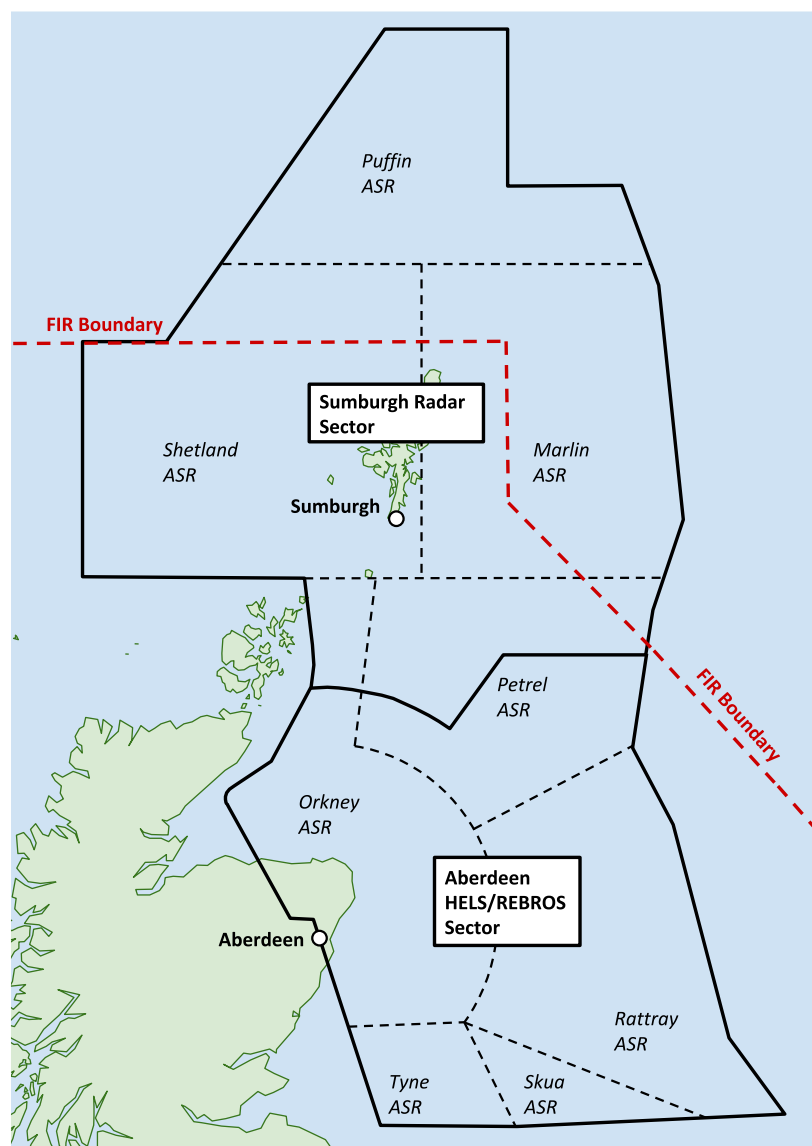 Puffin
ASR
FIR Boundary
Sumburgh Radar
Sector
Shetland
ASR
Marlin
ASR
Sumburgh
Petrel
ASR
FIR Boundary
Orkney
ASR
Aberdeen
HELS/REBROS
Sector
Aberdeen
Rattray
ASR
Tyne
ASR
Skua
ASR